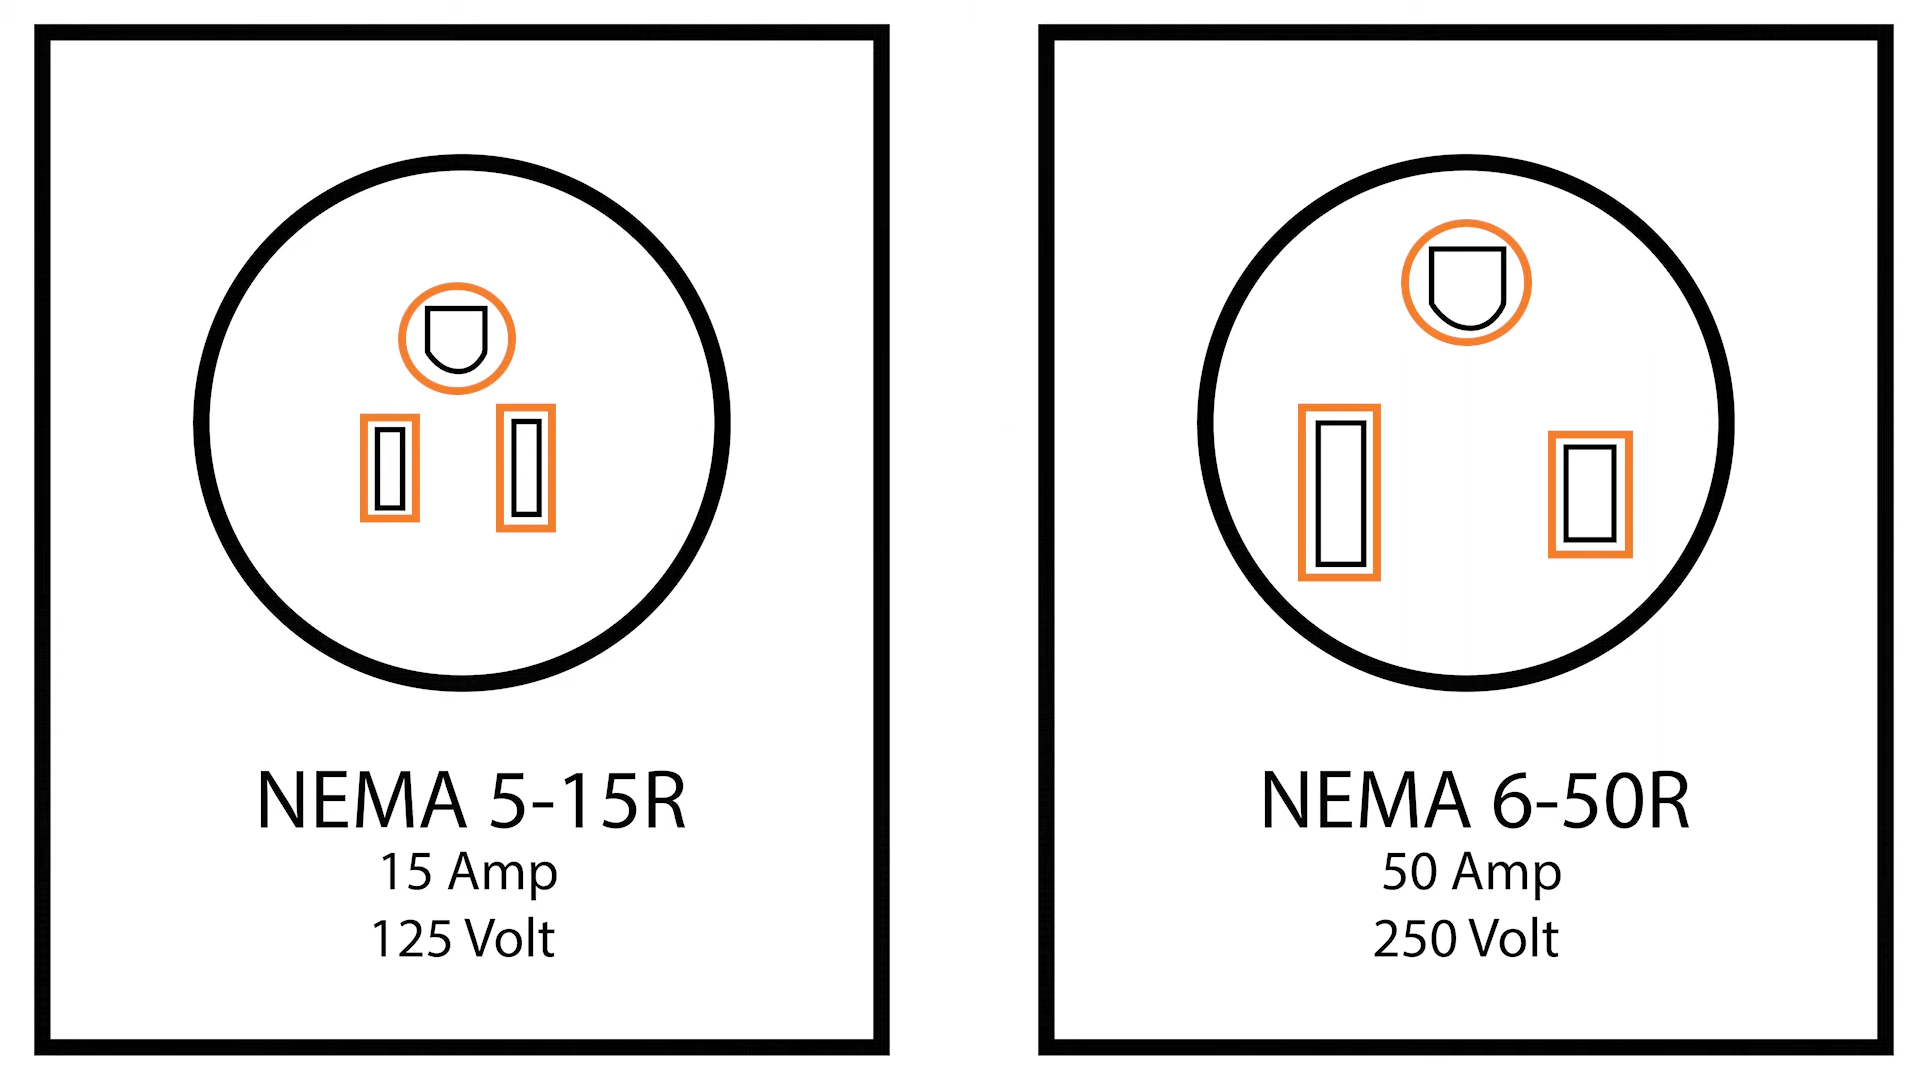 NEMA 5-15R
15 Amp
125 Volt
NEMA 6-50R
50 Amp
250 Volt